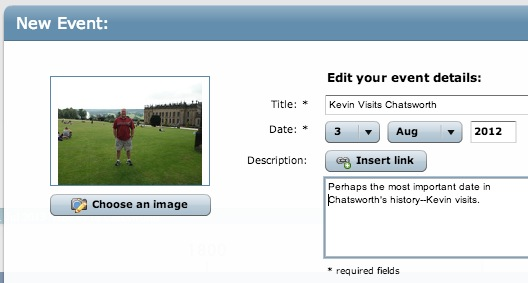 New Event:
Edit your event details:
Title: * Kevin Visits Chatsworth
Date: * 3 Aug 2012
Description: Insert link
Choose an image
Perhaps the most important date in
Chatsworth's history--Kevin visits.
* required fields